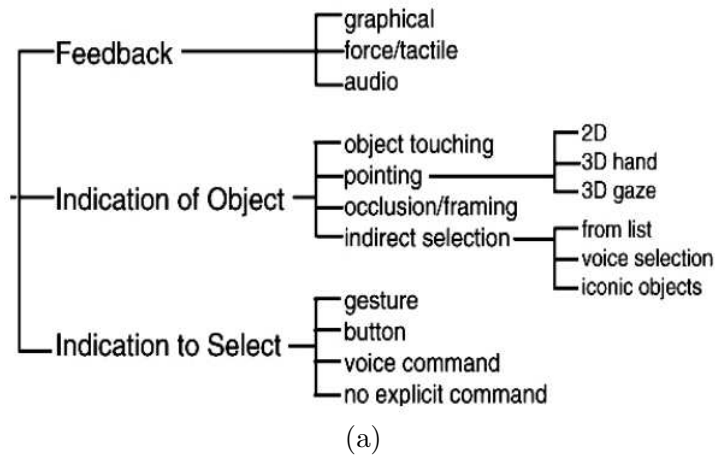 Feedback
graphical
force/tactile
audio
Indication of Object
object touching
pointing
2D
3D hand
3D gaze
occlusion/framing
indirect selection
from list
voice selection
iconic objects
Indication to Select
gesture
button
voice command
no explicit command
(a)